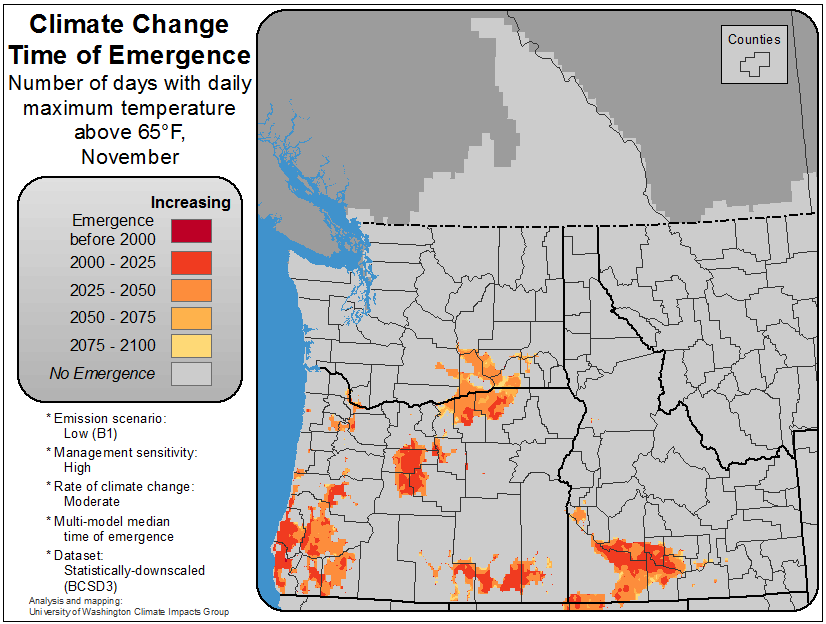 Climate Change
Time of Emergence
Number of days with daily
maximum temperature
above 65°F,
November
Increasing
Emergence
before 2000
2000 - 2025
2025 - 2050
2050 - 2075
2075 - 2100
No Emergence
* Emission scenario:
Low (B1)
* Management sensitivity:
High
* Rate of climate change:
Moderate
* Multi-model median
time of emergence
* Dataset:
Statistically-downscaled
(BCSD3)
Analysis and mapping:
University of Washington Climate Impacts Group
Counties